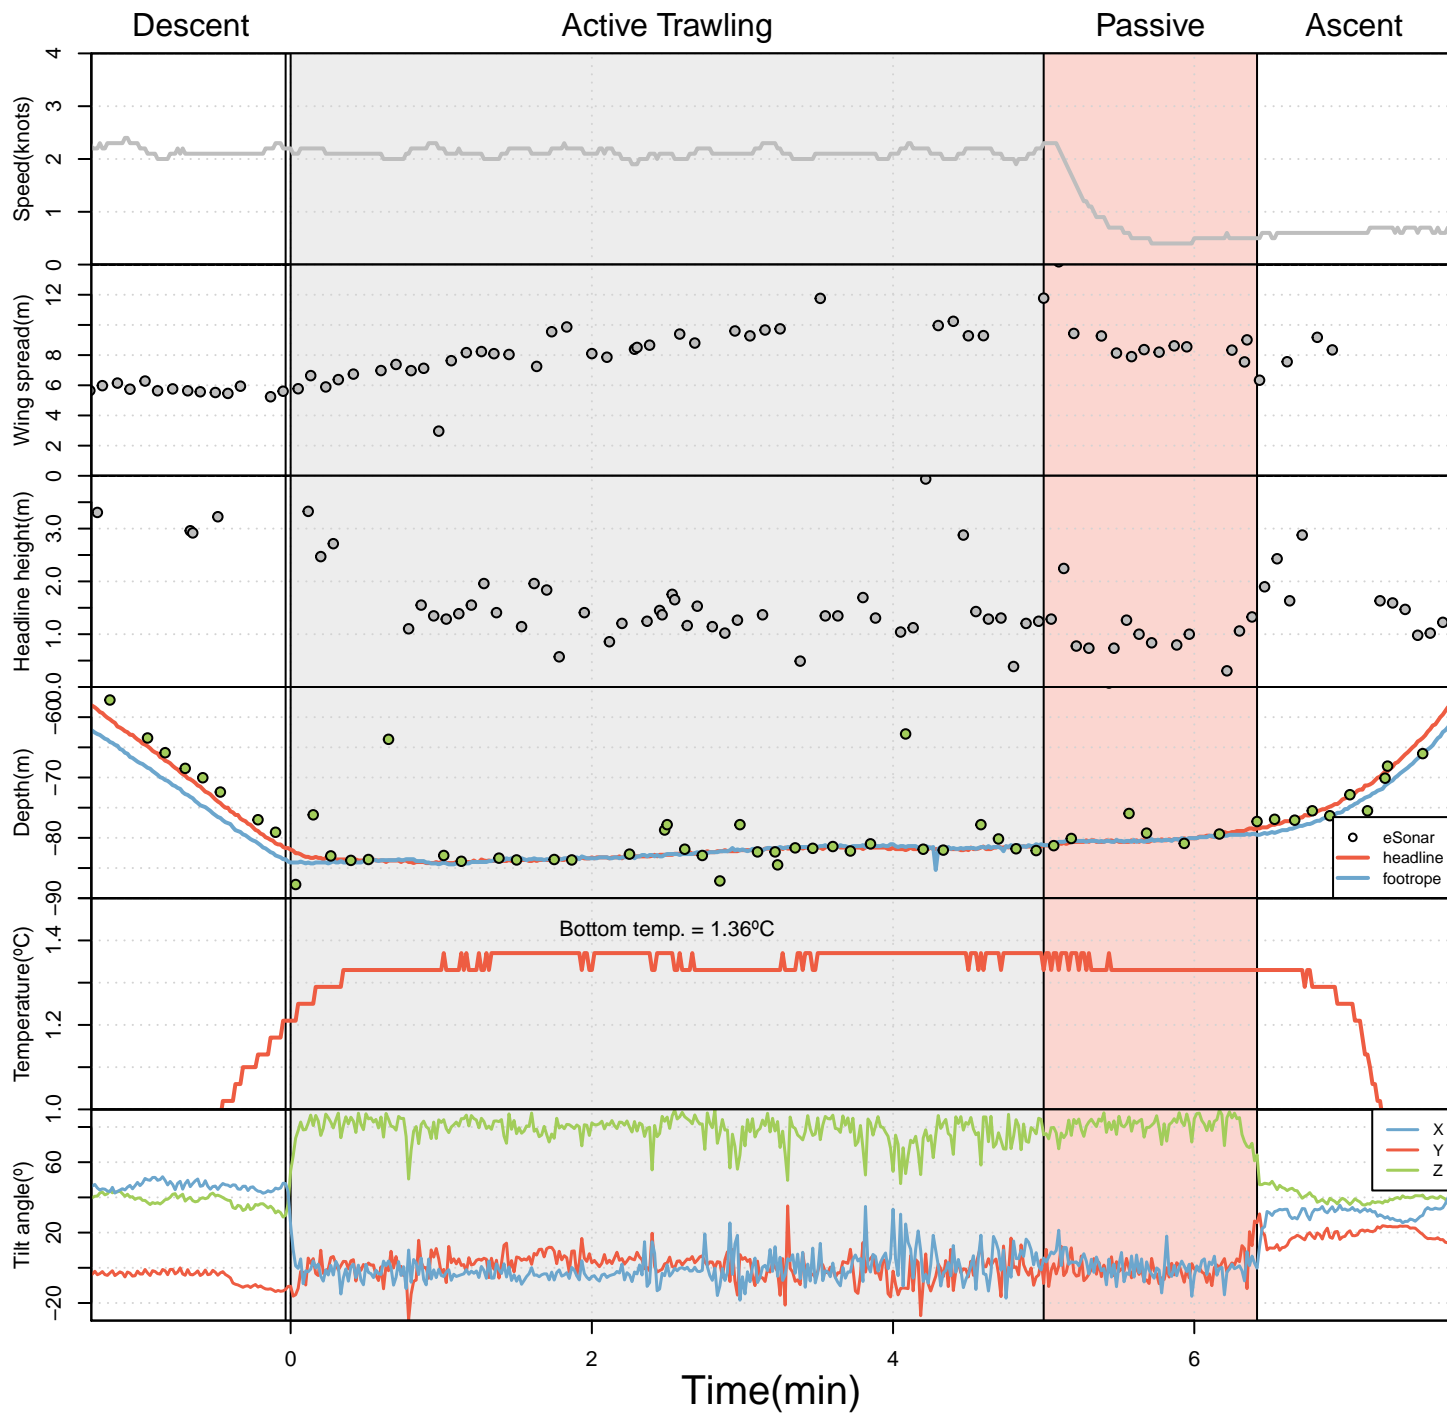 Descent Active Trawling Passive Ascent
Speed(knots)
4
3
2
1
0
Wing spread(m)
12
8
6
4
2
0
Headline height(m)
3.0
2.0
1.0
0.0
Depth(m)
−60
−70
−80
−90
eSonar
headline
footrope
Temperature(ºC)
1.4
1.2
1.0
Bottom temp. = 1.36ºC
Tilt angle(º)
60
20
−20
X
Y
Z
0 2 4 6
Time(min)